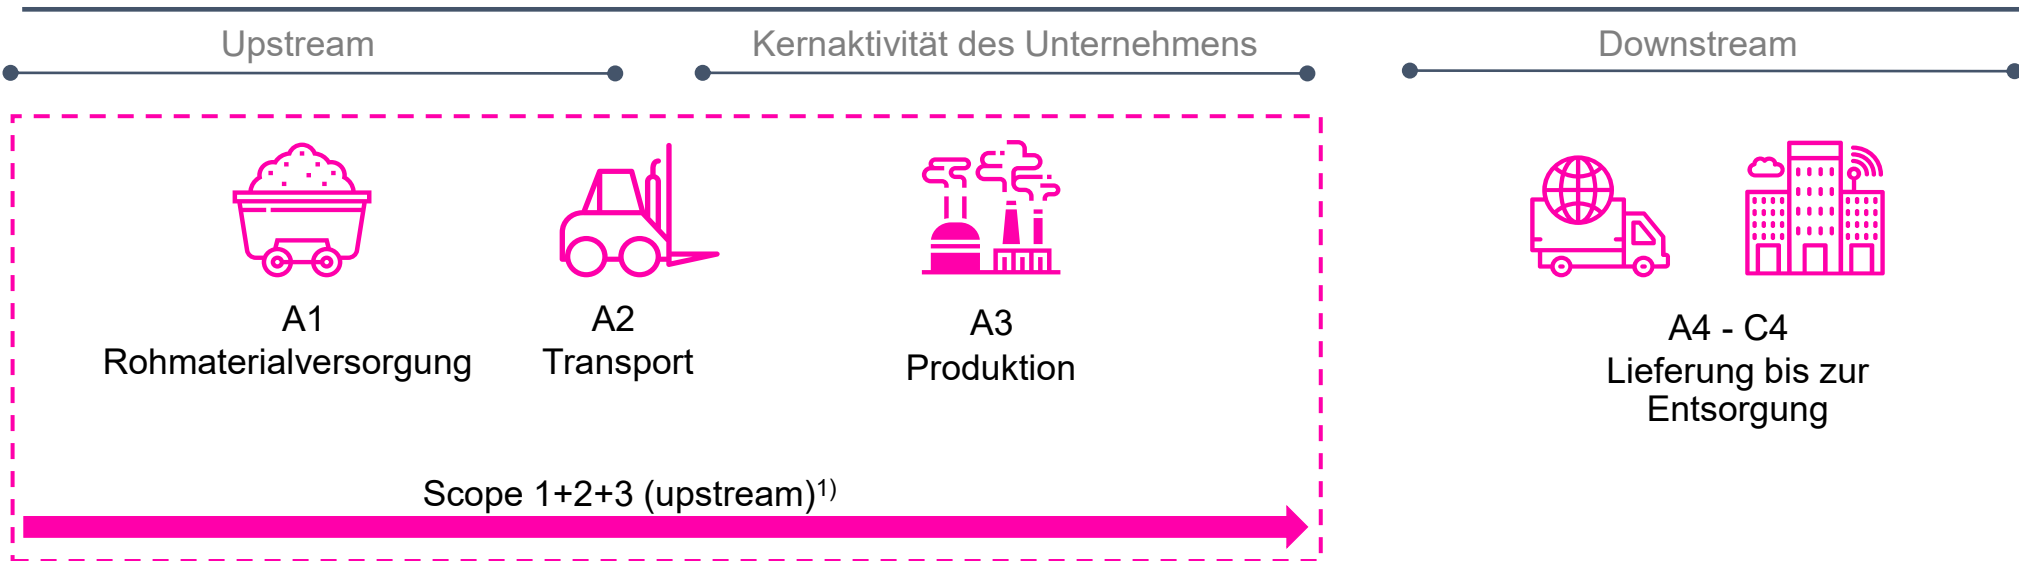 Upstream
Kernaktivität des Unternehmens
Downstream
A1
Rohmaterialversorgung
A2
Transport
A3
Produktion
A4 - C4
Lieferung bis zur
Entsorgung
Scope 1+2+3 (upstream)¹⁾